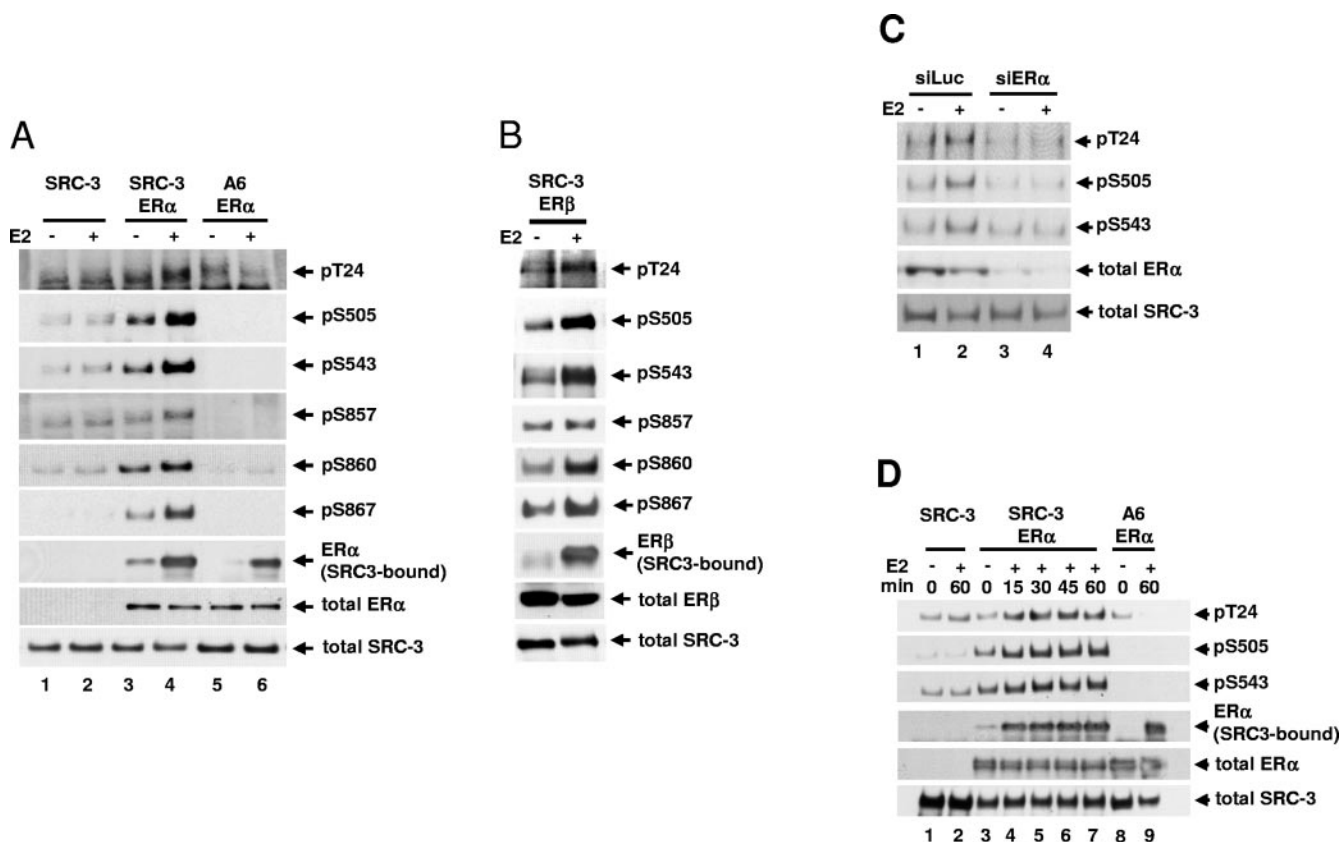 A
SRC-3 SRC-3 ERα A6 ERα
E2 - + - + - +
pT24
pS505
pS543
pS857
pS860
pS867
ERα
(SRC3-bound)
total ERα
total SRC-3
1 2 3 4 5 6
B
SRC-3
ERβ
E2 - +
pT24
pS505
pS543
pS857
pS860
pS867
ERβ
(SRC3-bound)
total ERβ
total SRC-3
C
siLuc siERα
E2 - + - +
pT24
pS505
pS543
total ERα
total SRC-3
1 2 3 4
D
SRC-3 SRC-3 ERα A6 ERα
E2 - + - + + + + - +
min 0 60 0 15 30 45 60 0 60
pT24
pS505
pS543
ERα
(SRC3-bound)
total ERα
total SRC-3
1 2 3 4 5 6 7 8 9